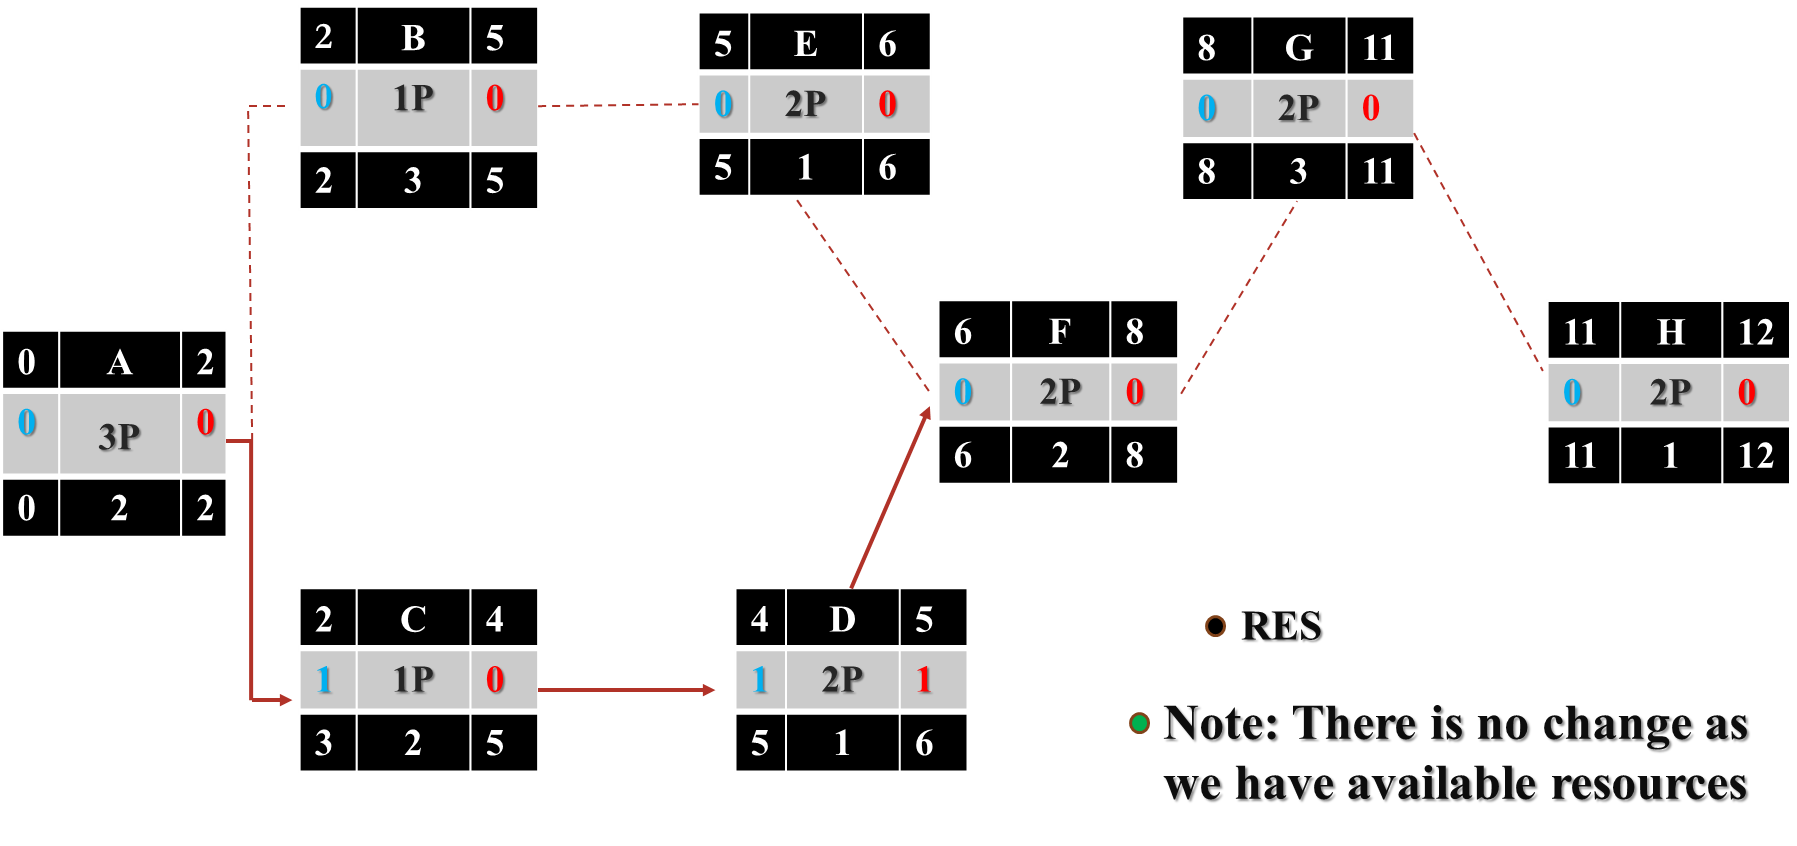 2 B 5
0 1P 0
2 3 5
5 E 6
0 2P 0
5 1 6
8 G 11
0 2P 0
8 3 11
0 A 2
0 3P 0
0 2 2
6 F 8
0 2P 0
6 2 8
11 H 12
0 2P 0
11 1 12
2 C 4
1 1P 0
3 2 5
4 D 5
1 2P 1
5 1 6
RES
Note: There is no change as
we have available resources